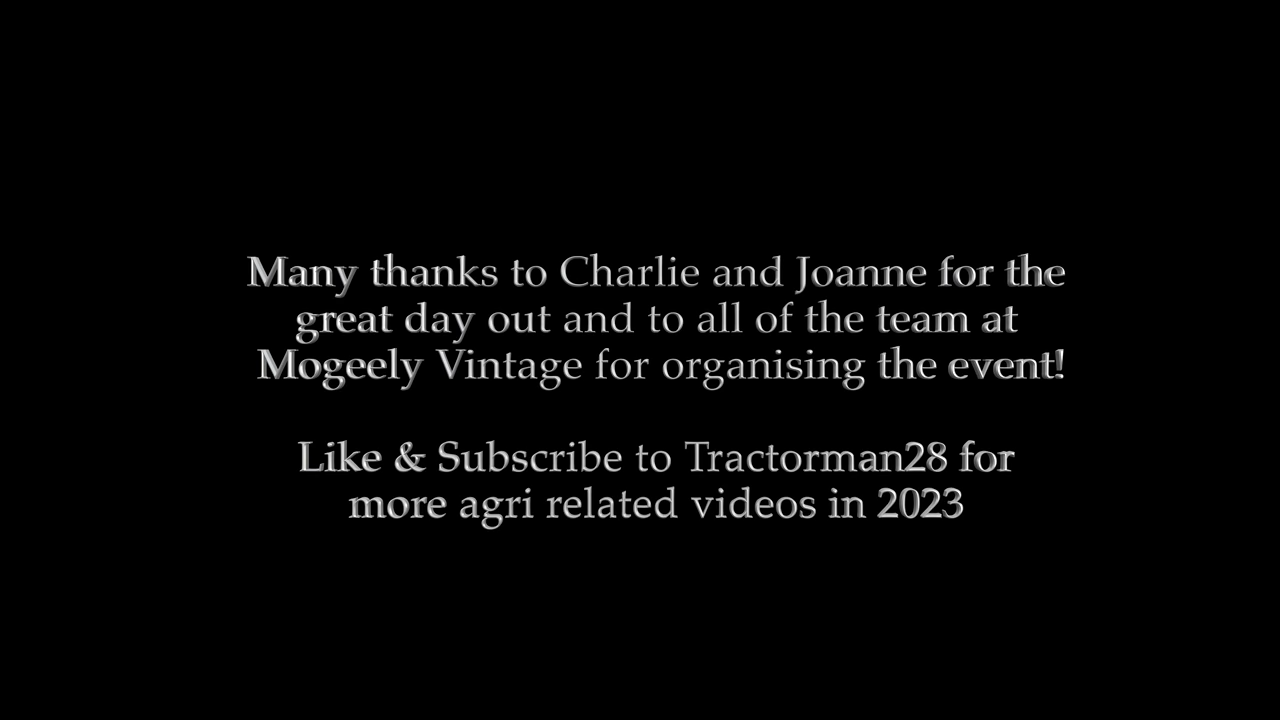 Many thanks to Charlie and Joanne for the
great day out and to all of the team at
Mogeely Vintage for organising the event!
Like & Subscribe to Tractorman28 for
more agri related videos in 2023